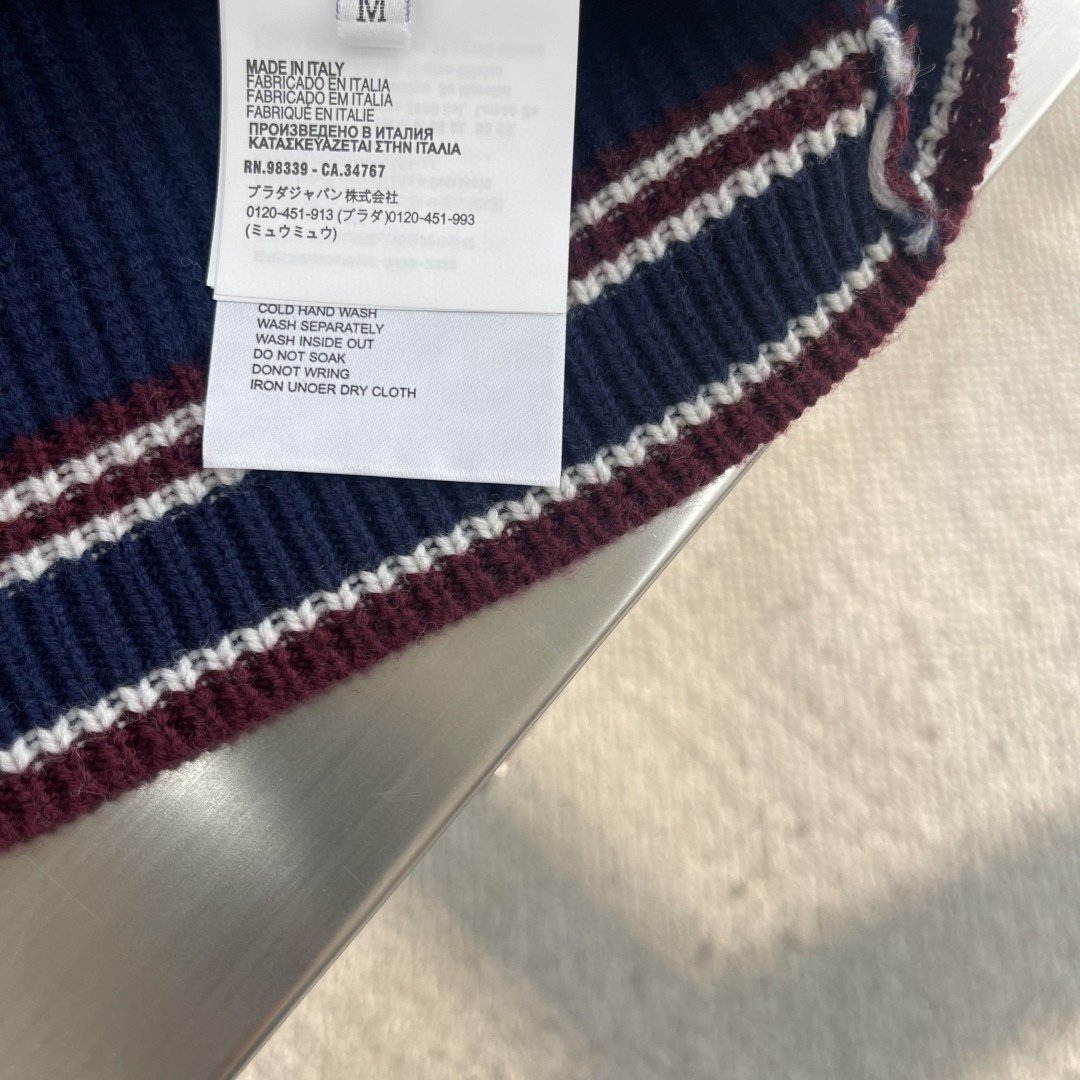 M
MADE IN ITALY
FABRICADO EN ITALIA
FABRICADO EM ITALIA
FABRIQUÉ EN ITALIE
ПРОИЗВЕДЕНО В ИТАЛИЯ
ΚΑΤΑΣΚΕΥΑΖΕΤΑΙ ΣΤΗΝ ΙΤΑΛΙΑ
RN.98339 - CA.34767
プラダジャパン株式会社
0120-451-913 (プラダ)0120-451-993
(ミュウミュウ)
COLD HAND WASH
WASH SEPARATELY
WASH INSIDE OUT
DO NOT SOAK
DONOT WRING
IRON UNOER DRY CLOTH